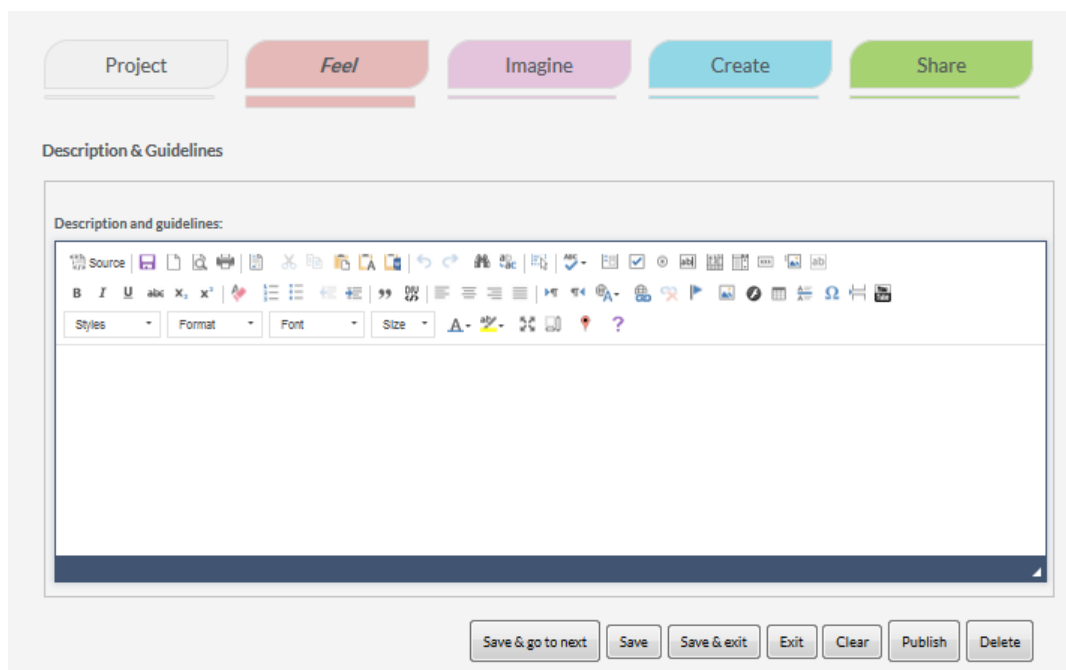 Project
Feel
Imagine
Create
Share
Description & Guidelines
Description and guidelines:
Source
B I U abc X₂ x²
Styles Format Font Size A ?
Save & go to next Save Save & exit Exit Clear Publish Delete